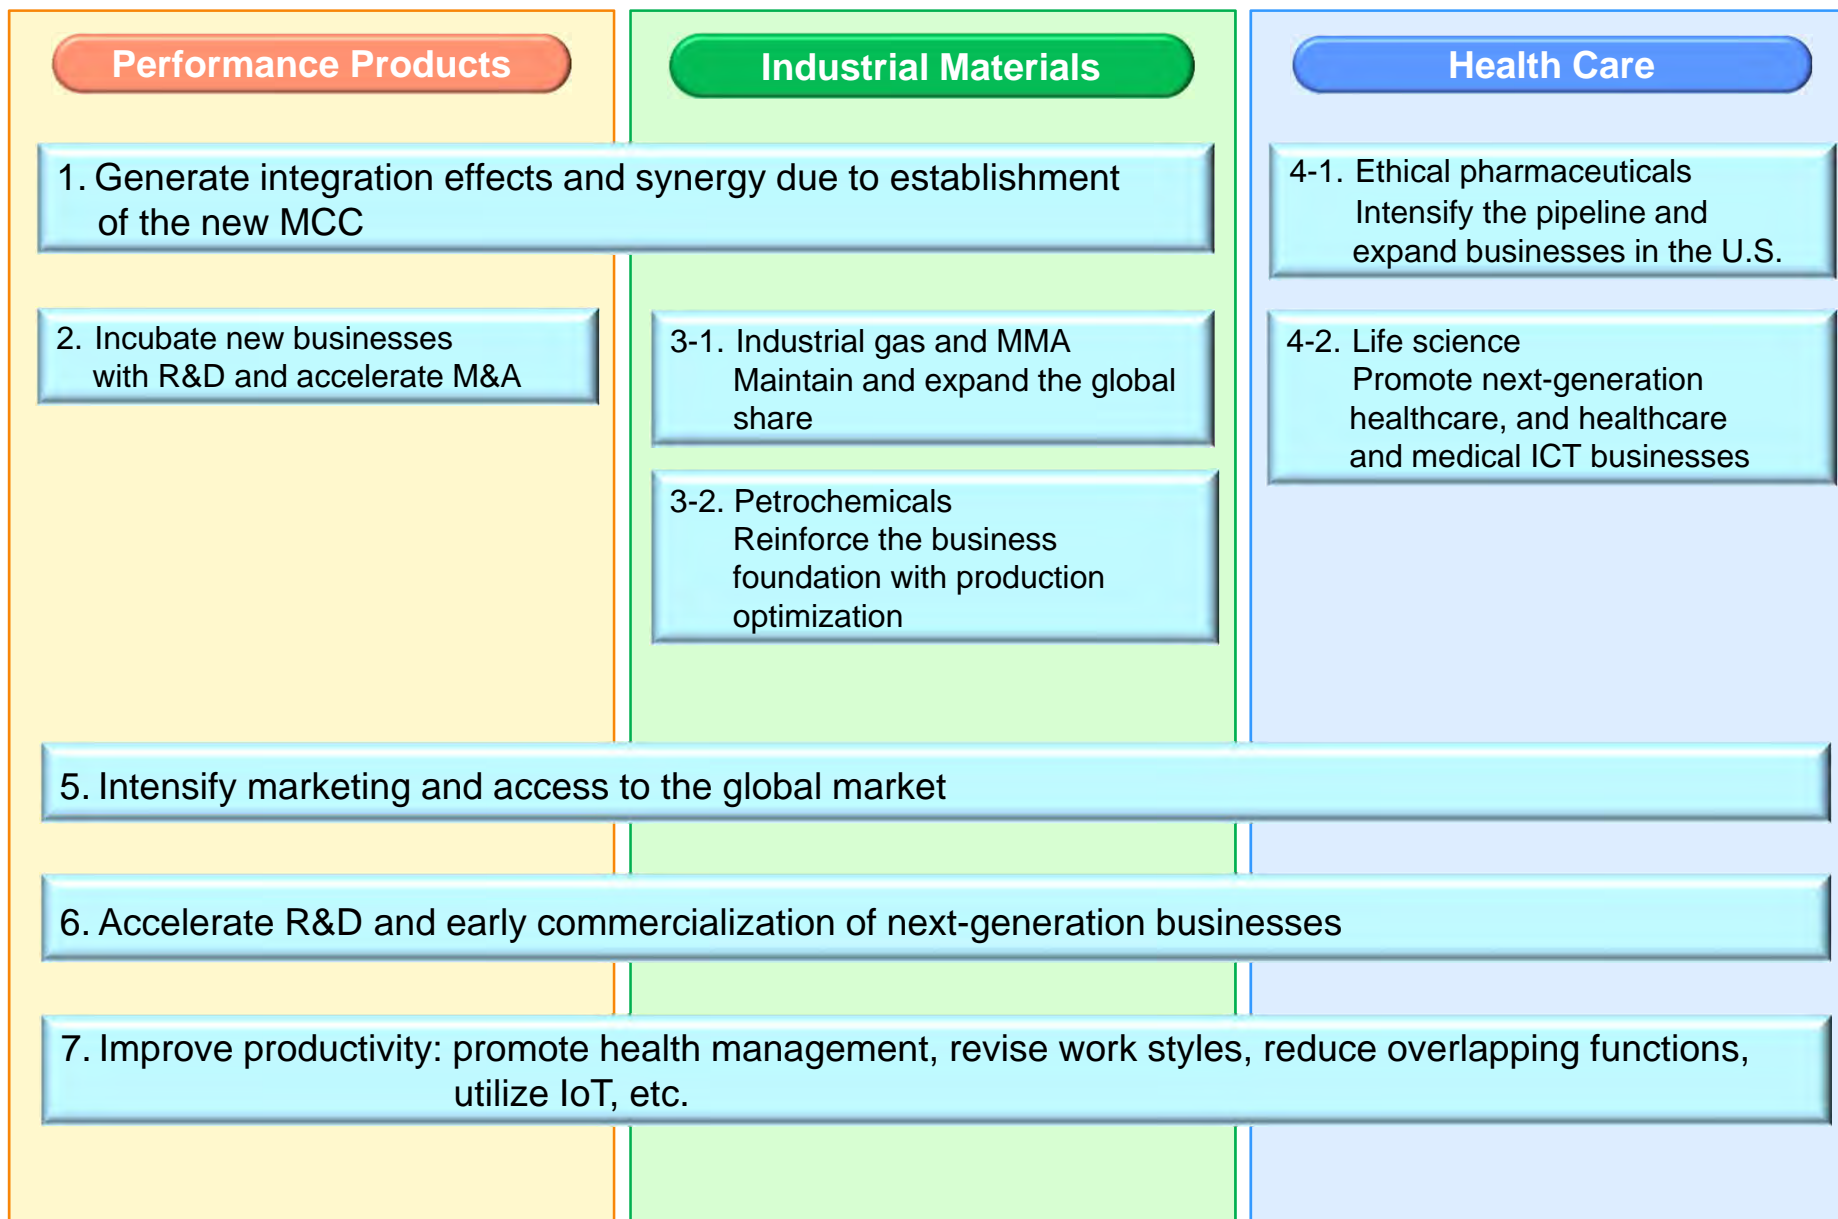 Performance Products
Industrial Materials
Health Care
1. Generate integration effects and synergy due to establishment
of the new MCC
4-1. Ethical pharmaceuticals
Intensify the pipeline and
expand businesses in the U.S.
2. Incubate new businesses
with R&D and accelerate M&A
3-1. Industrial gas and MMA
Maintain and expand the global
share
4-2. Life science
Promote next-generation
healthcare, and healthcare
and medical ICT businesses
3-2. Petrochemicals
Reinforce the business
foundation with production
optimization
5. Intensify marketing and access to the global market
6. Accelerate R&D and early commercialization of next-generation businesses
7. Improve productivity: promote health management, revise work styles, reduce overlapping functions,
utilize IoT, etc.